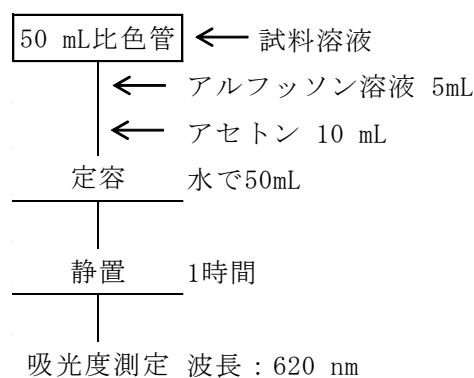 50 mL比色管 試料溶液
アルフッソン溶液 5mL
アセトン 10 mL
定容 水で50mL
静置 1時間
吸光度測定 波長：620 nm